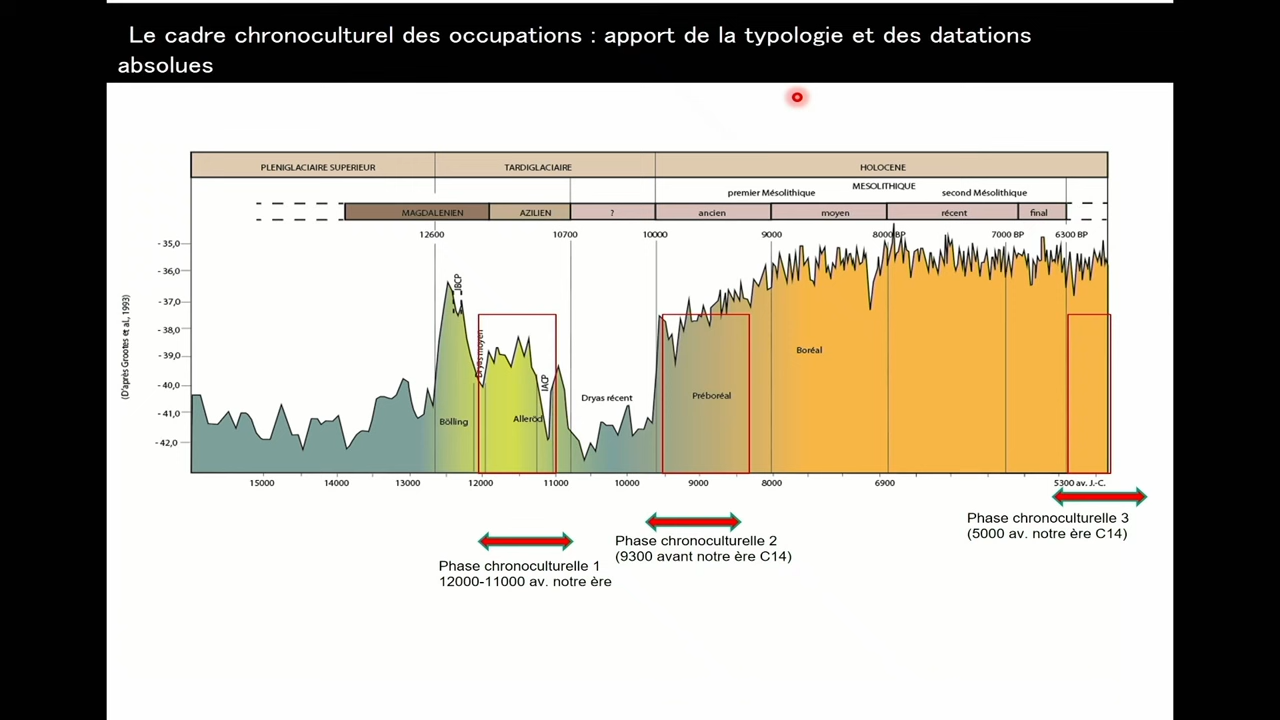 Le cadre chronoculturel des occupations : apport de la typologie et des datations
absolues
PLENIGLACIAIRE SUPERIEUR
TARDIGLACIAIRE
HOLOCENE
MESOLITHIQUE
premier Mésolithique
second Mésolithique
MAGDALENIEN
AZILIEN
?
ancien
moyen
récent
final
12600
10700
10000
9000
8000 BP
7000 BP
6300 BP
- 35,0
- 36,0
- 37,0
- 38,0
- 39,0
- 40,0
- 41,0
- 42,0
(D'après Grootes et al., 1993)
IBCP
Dryas moyen
IACP
Bölling
Alleröd
Dryas récent
Préboréal
Boréal
15000
14000
13000
12000
11000
10000
9000
8000
6900
5300 av. J.-C.
Phase chronoculturelle 1
12000-11000 av. notre ère
Phase chronoculturelle 2
(9300 avant notre ère C14)
Phase chronoculturelle 3
(5000 av. notre ère C14)